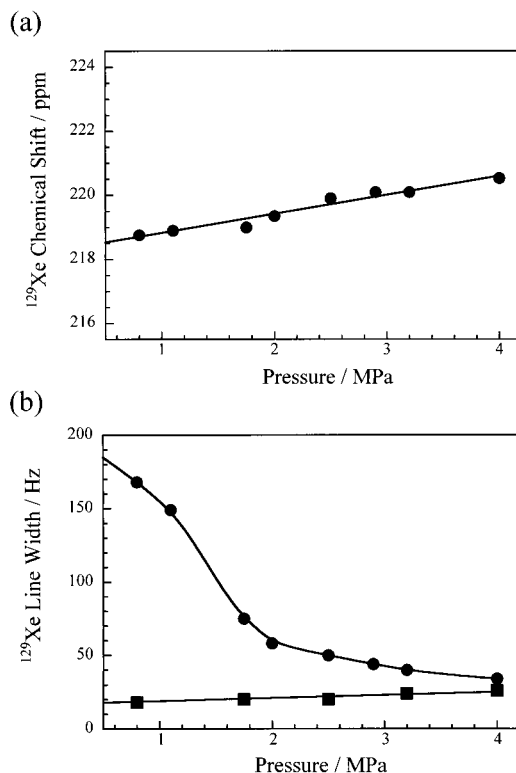 (a)
224
222
220
218
216
1 2 3 4
Pressure / MPa
¹²⁹Xe Chemical Shift / ppm
(b)
200
150
100
50
0
1 2 3 4
Pressure / MPa
¹²⁹Xe Line Width / Hz